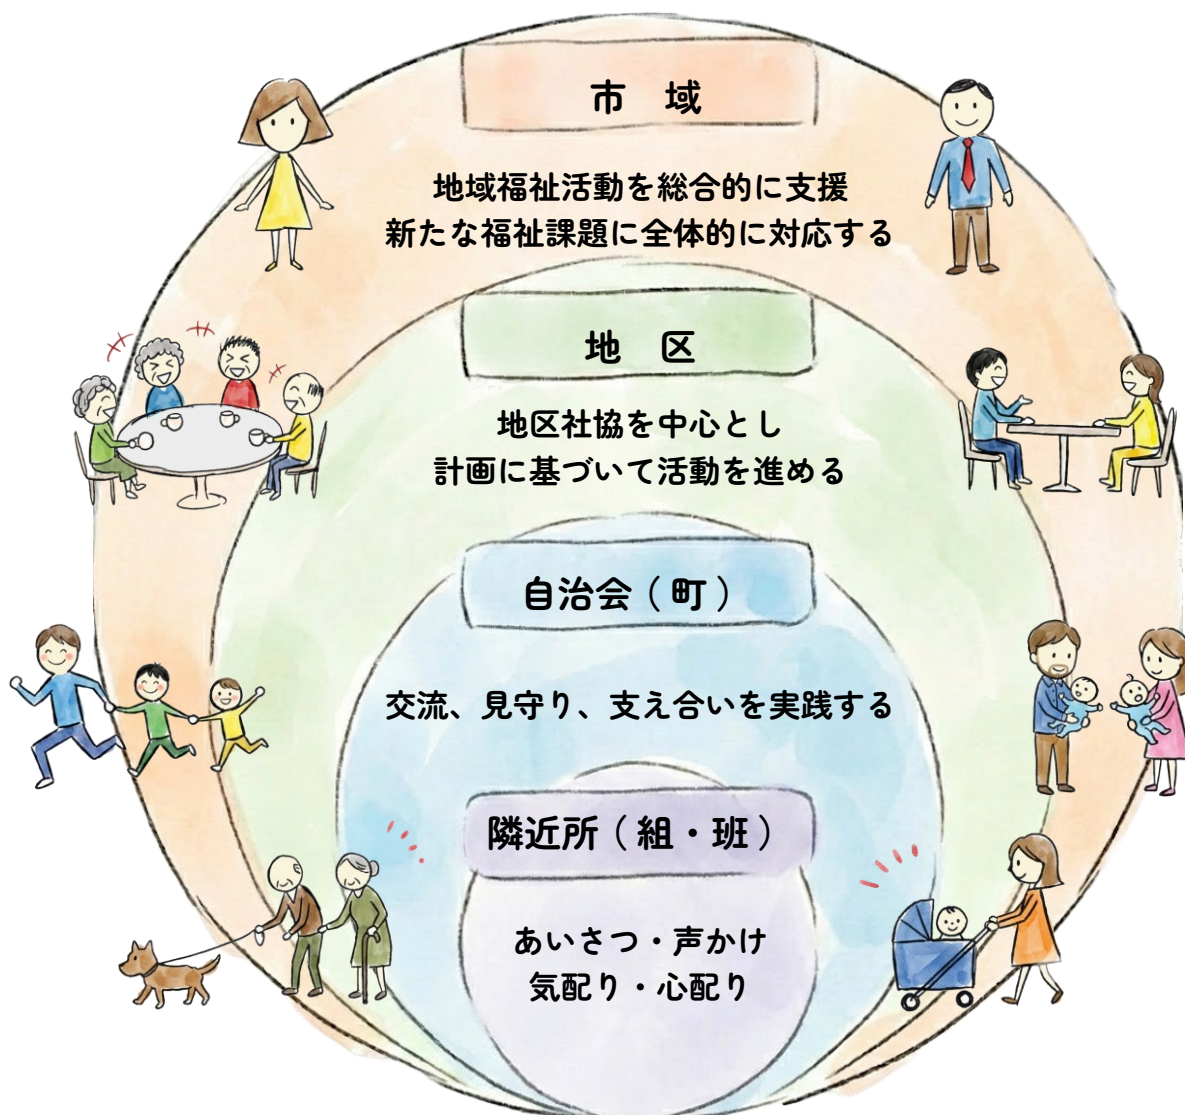 市　域
地域福祉活動を総合的に支援
新たな福祉課題に全体的に対応する
地　区
地区社協を中心とし
計画に基づいて活動を進める
自治会（町）
交流、見守り、支え合いを実践する
隣近所（組・班）
あいさつ・声かけ
気配り・心配り